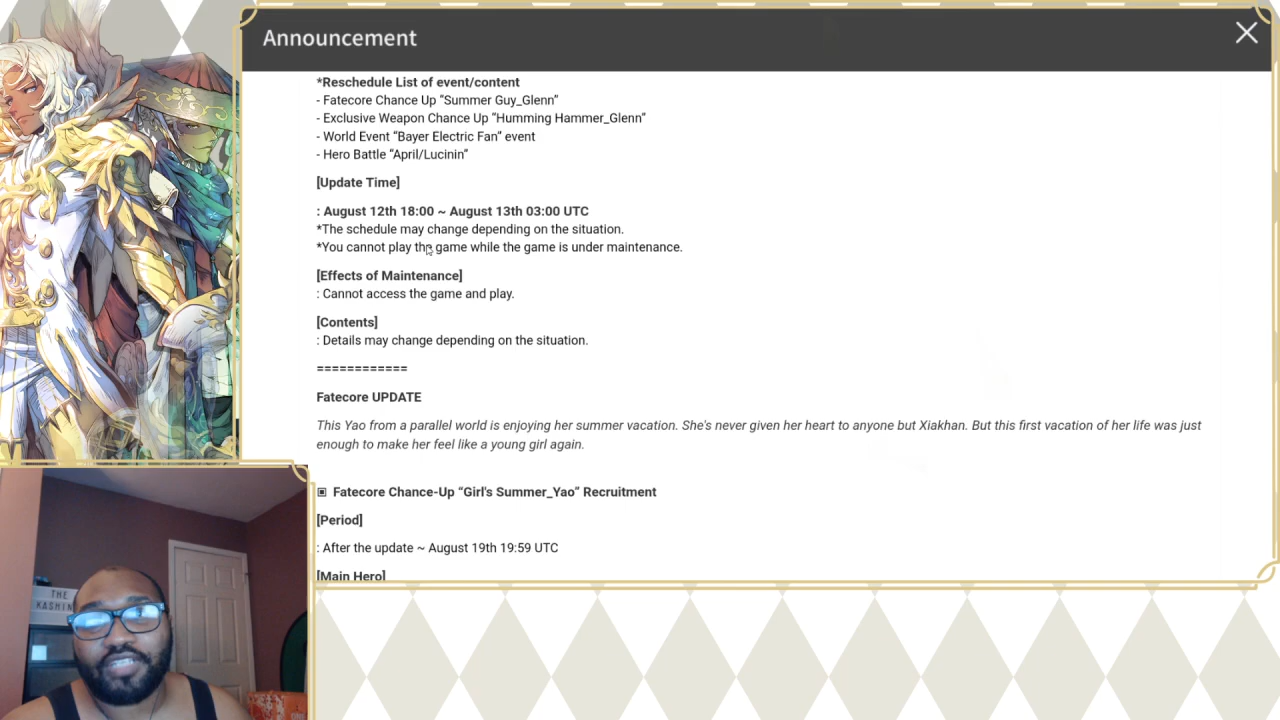 Announcement
*Reschedule List of event/content
- Fatecore Chance Up “Summer Guy_Glenn”
- Exclusive Weapon Chance Up “Humming Hammer_Glenn”
- World Event “Bayer Electric Fan” event
- Hero Battle “April/Lucinin”
[Update Time]
: August 12th 18:00 ~ August 13th 03:00 UTC
*The schedule may change depending on the situation.
*You cannot play the game while the game is under maintenance.
[Effects of Maintenance]
: Cannot access the game and play.
[Contents]
: Details may change depending on the situation.
============
Fatecore UPDATE
This Yao from a parallel world is enjoying her summer vacation. She's never given her heart to anyone but Xiakhan. But this first vacation of her life was just
enough to make her feel like a young girl again.
▣ Fatecore Chance-Up “Girl's Summer_Yao” Recruitment
[Period]
: After the update ~ August 19th 19:59 UTC
[Main Hero]
THE
KASHIN